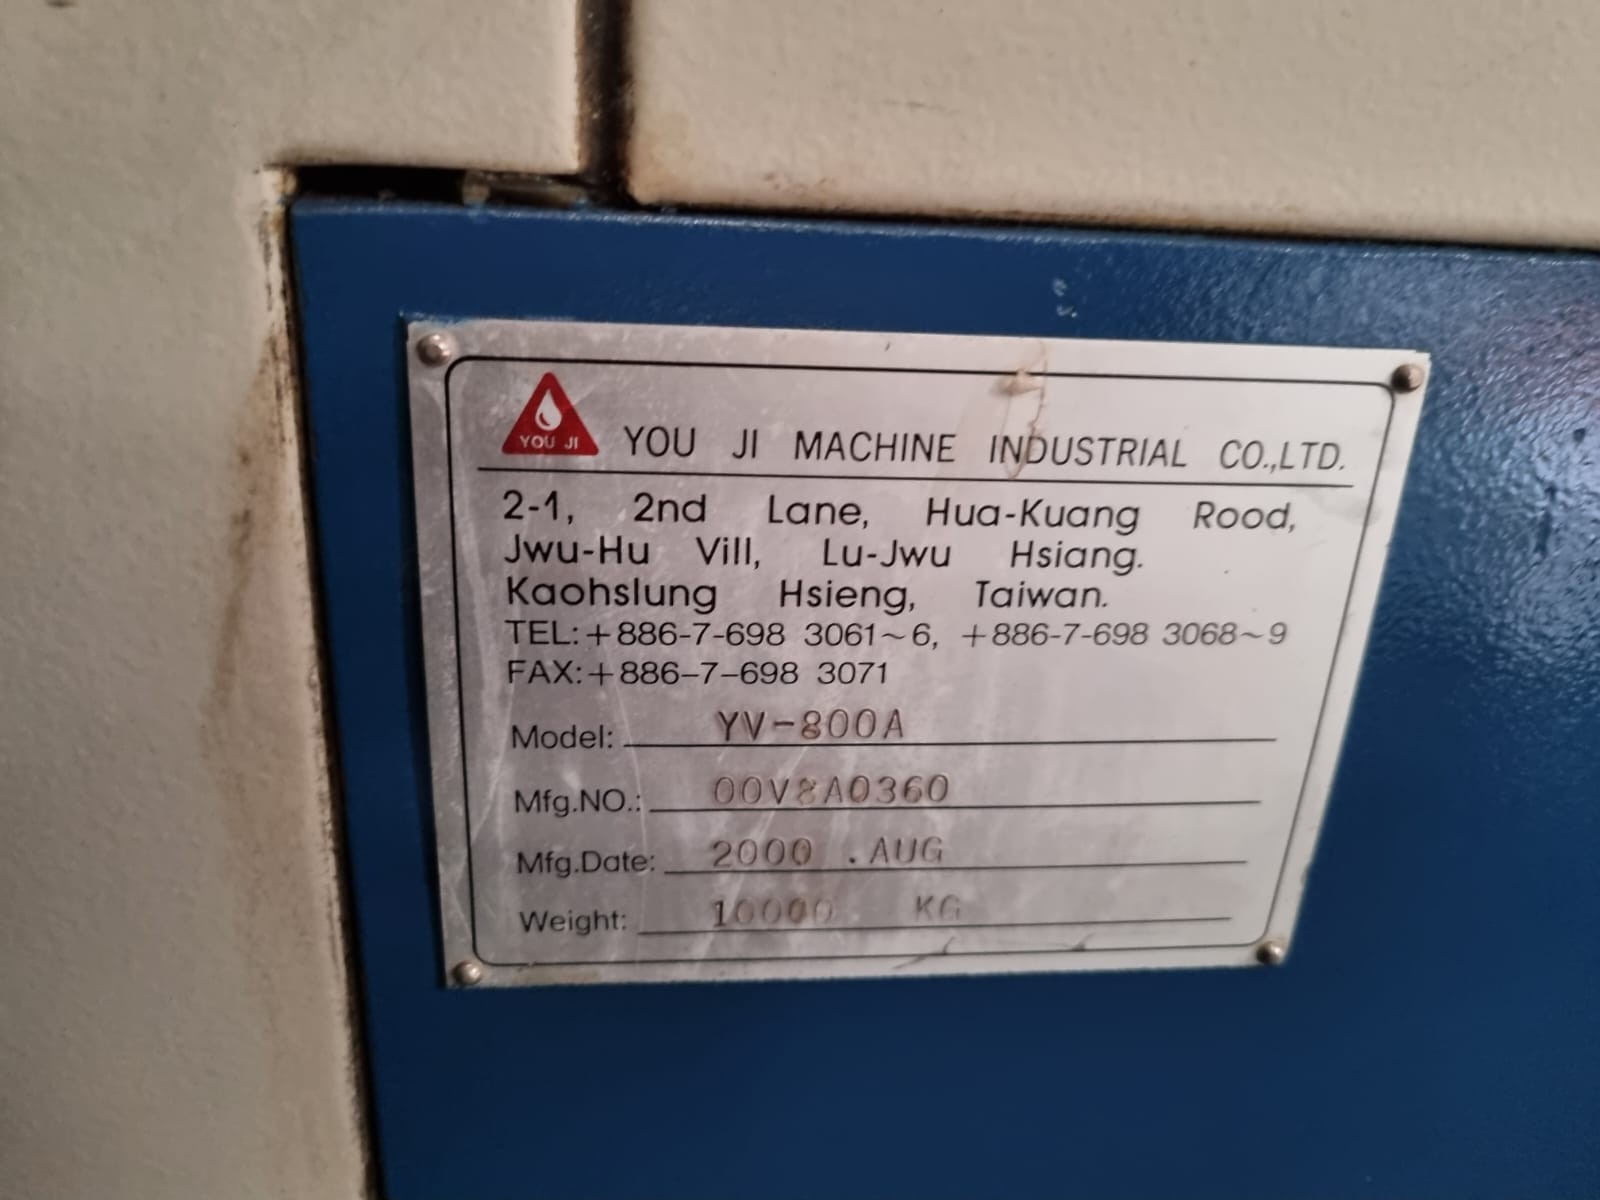 YOU JI
YOU JI MACHINE INDUSTRIAL CO.,LTD.
2-1, 2nd Lane, Hua-Kuang Rood,
Jwu-Hu Vill, Lu-Jwu Hsiang.
Kaohslung Hsieng, Taiwan.
TEL:+886-7-698 3061~6, +886-7-698 3068~9
FAX:+886-7-698 3071
Model: YV-800A
Mfg.NO.: 00V8A0360
Mfg.Date: 2000 .AUG
Weight: 10000 KG